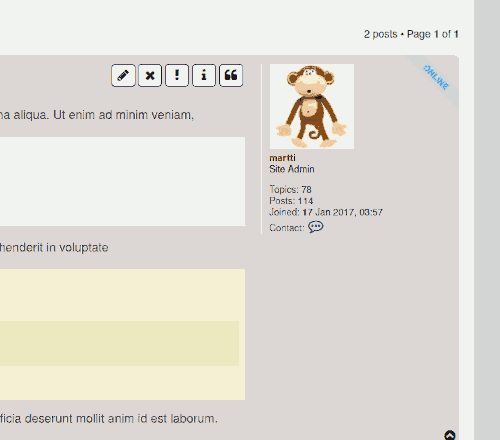 2 posts • Page 1 of 1
ONLINE
na aliqua. Ut enim ad minim veniam,
martti
Site Admin
Topics: 78
Posts: 114
Joined: 17 Jan 2017, 03:57
Contact:
henderit in voluptate
ficia deserunt mollit anim id est laborum.